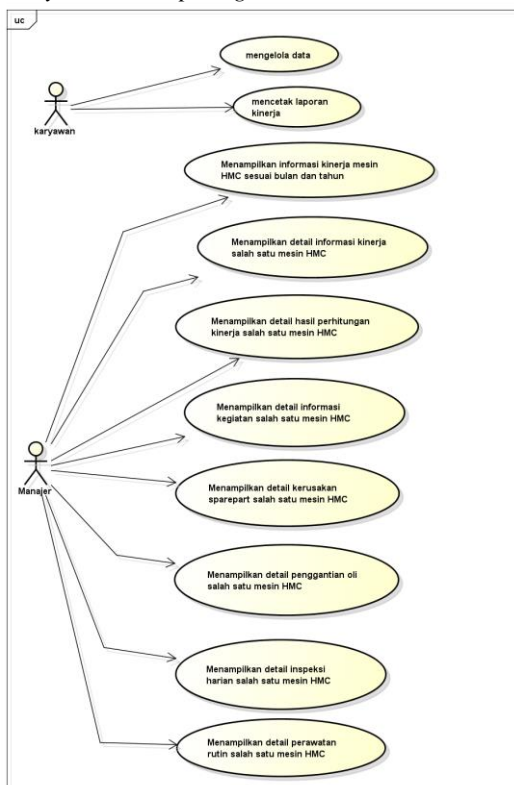 uc
mengelola data
mencetak laporan
kinerja
karyawan
Menampilkan informasi kinerja mesin
HMC sesuai bulan dan tahun
Menampilkan detail informasi kinerja
salah satu mesin HMC
Menampilkan detail hasil perhitungan
kinerja salah satu mesin HMC
Menampilkan detail informasi
kegiatan salah satu mesin HMC
Manajer
Menampilkan detail kerusakan
sparepart salah satu mesin HMC
Menampilkan detail penggantian oli
salah satu mesin HMC
Menampilkan detail inspeksi
harian salah satu mesin HMC
Menampilkan detail perawatan
rutin salah satu mesin HMC